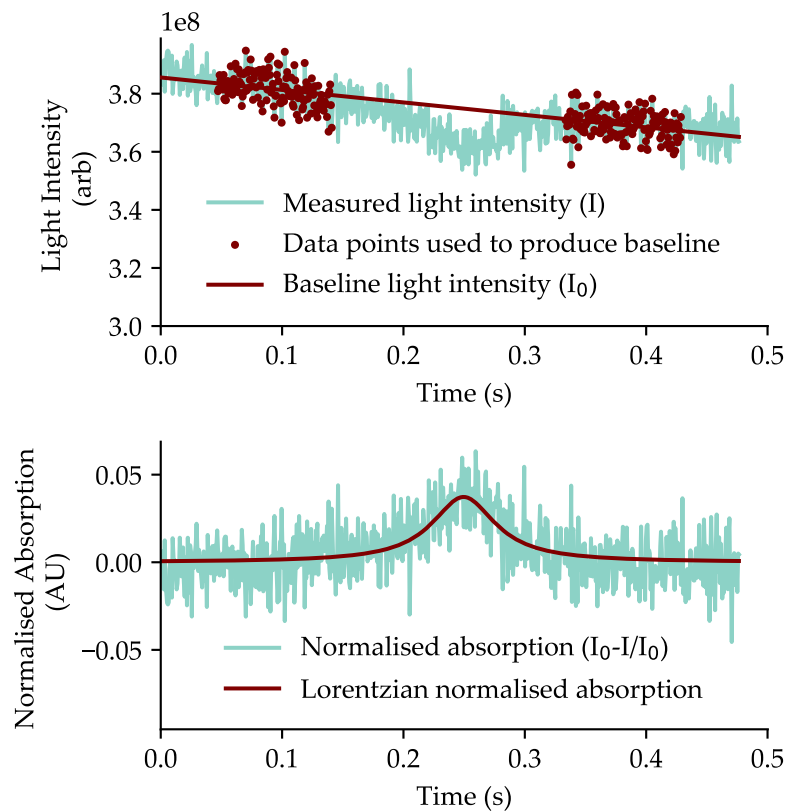 1e8
3.8
3.6
3.4
3.2
3.0
Light Intensity
(arb)
Measured light intensity (I)
Data points used to produce baseline
Baseline light intensity (I₀)
0.0 0.1 0.2 0.3 0.4 0.5
Time (s)
0.05
0.00
−0.05
Normalised Absorption
(AU)
Normalised absorption (I₀-I/I₀)
Lorentzian normalised absorption
0.0 0.1 0.2 0.3 0.4 0.5
Time (s)